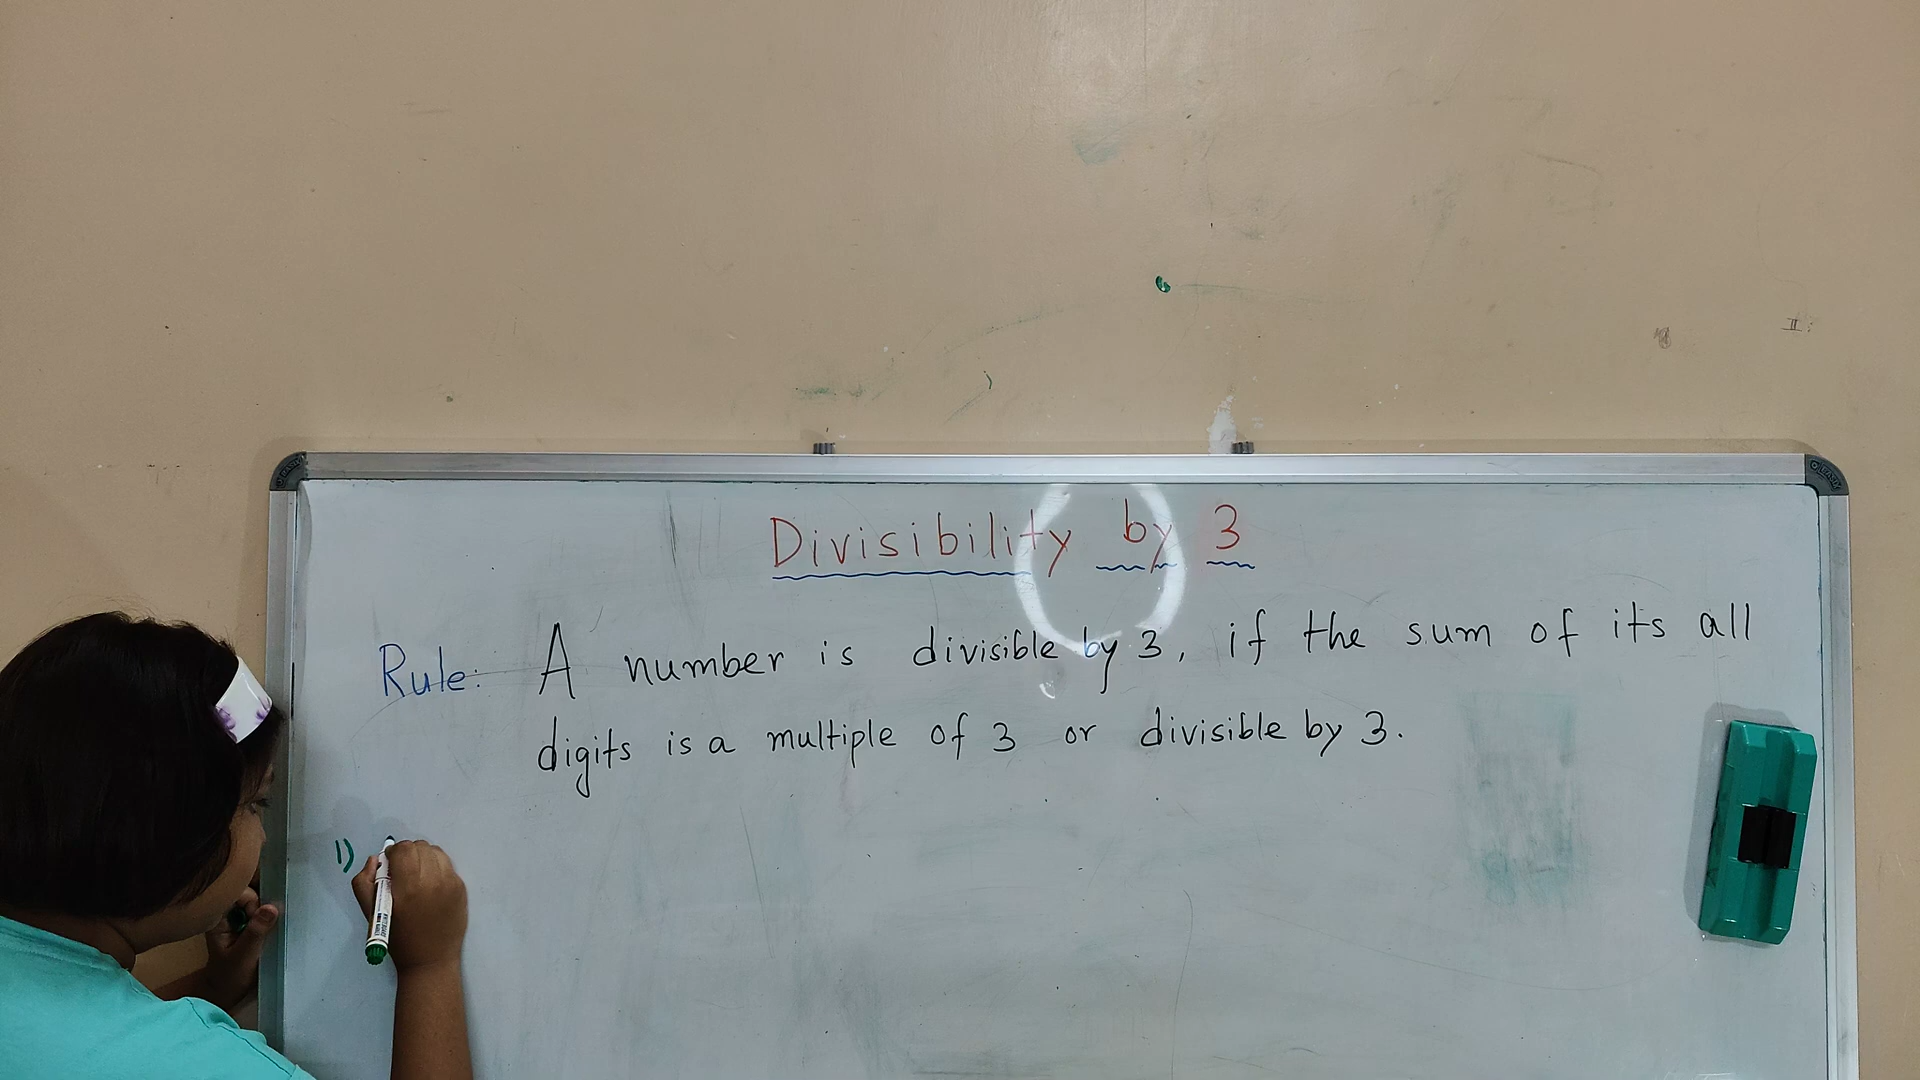 Divisibility by 3
Rule: A number is divisible by 3, if the sum of its all
digits is a multiple of 3 or divisible by 3.
1)